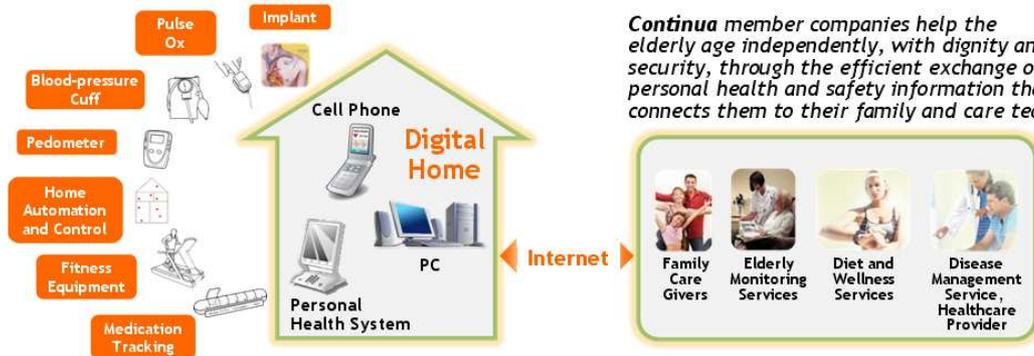 Implant
Pulse
Ox
Blood-pressure
Cuff
Pedometer
Home
Automation
and Control
Fitness
Equipment
Medication
Tracking
Cell Phone
Digital
Home
PC
Personal
Health System
Internet
Continua member companies help the
elderly age independently, with dignity
security, through the efficient exchange
personal health and safety information
connects them to their family and care
Family
Care
Givers
Elderly
Monitoring
Services
Diet and
Wellness
Services
Disease
Management
Service,
Healthcare
Provider